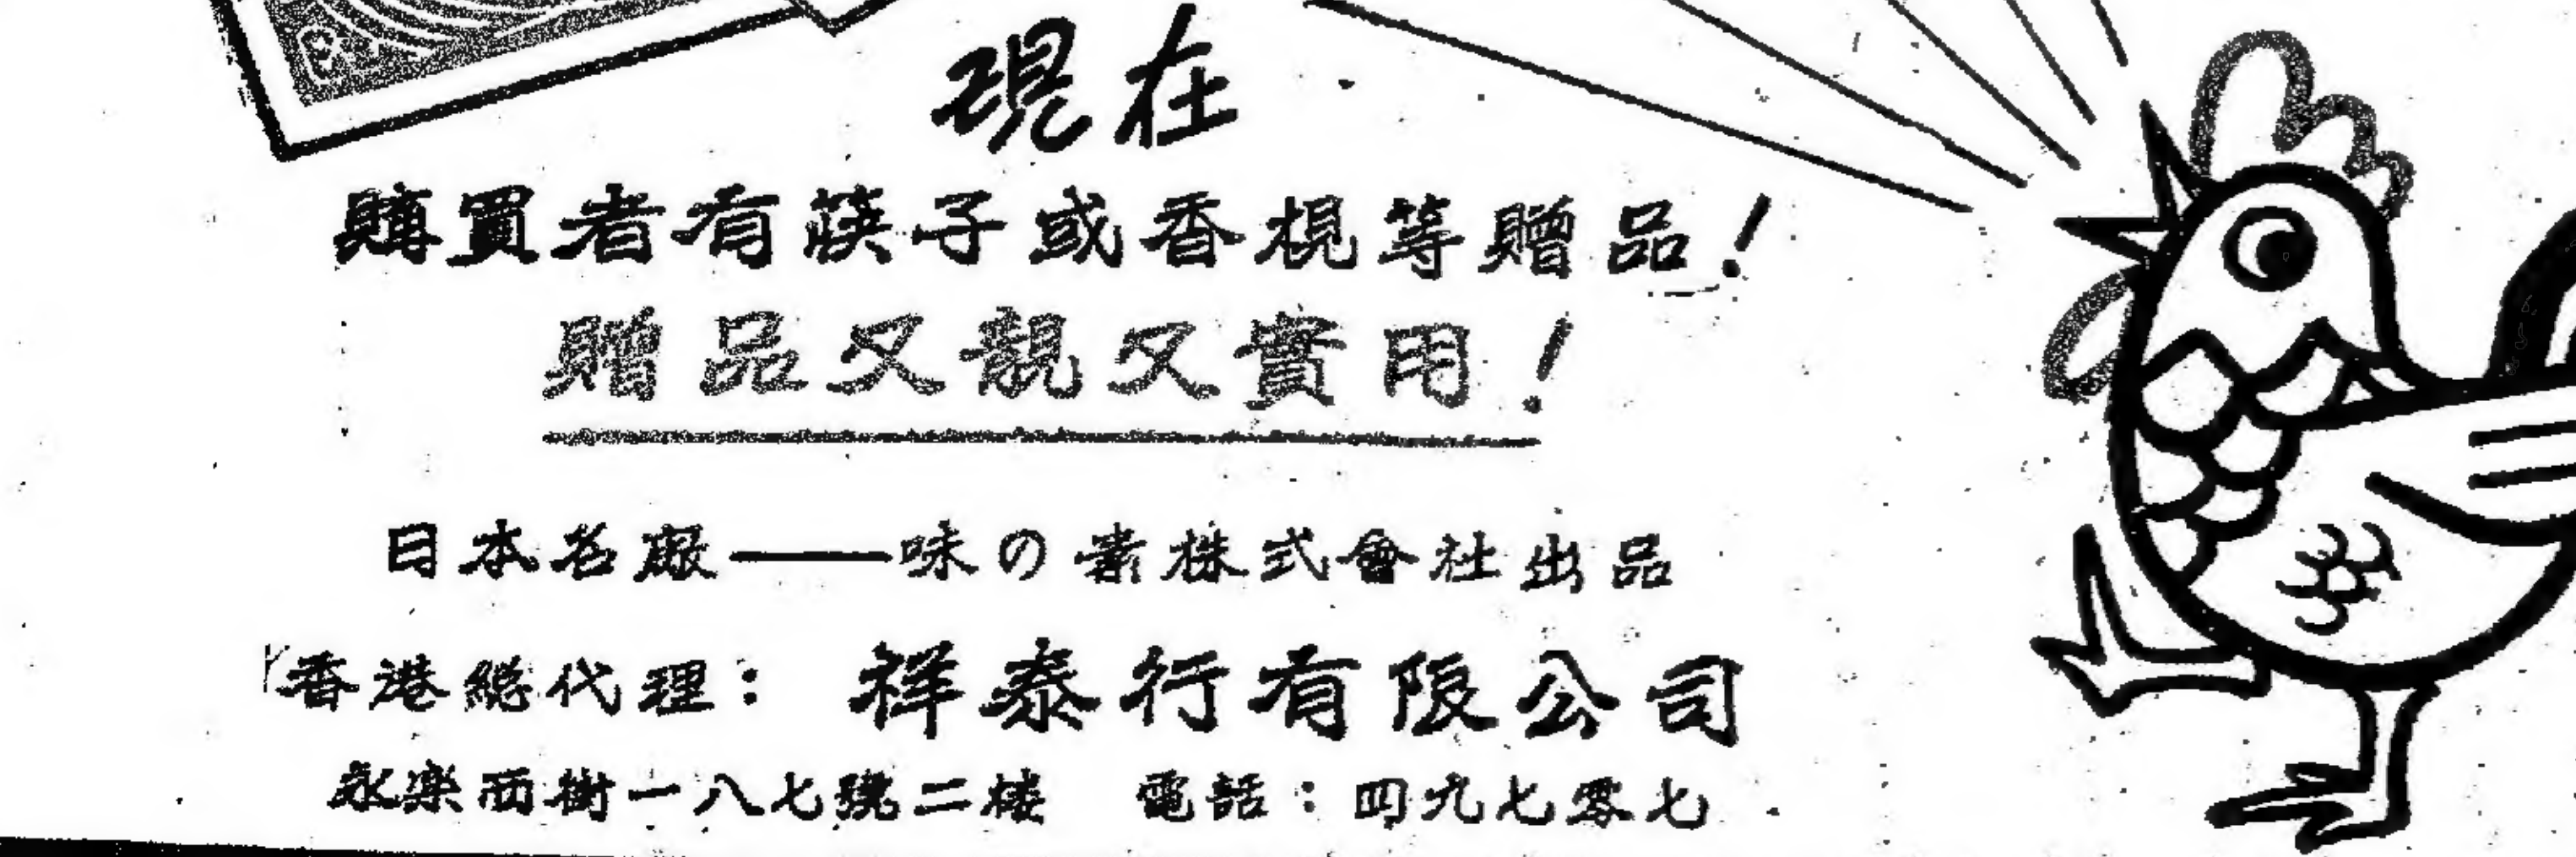 現在
購買者有筷子或香梘等贈品！
贈品又靚又實用！
日本名廠——味の素株式會社出品
香港總代理：祥泰行有限公司
永樂西街一八七號二樓 電話：四九七零七